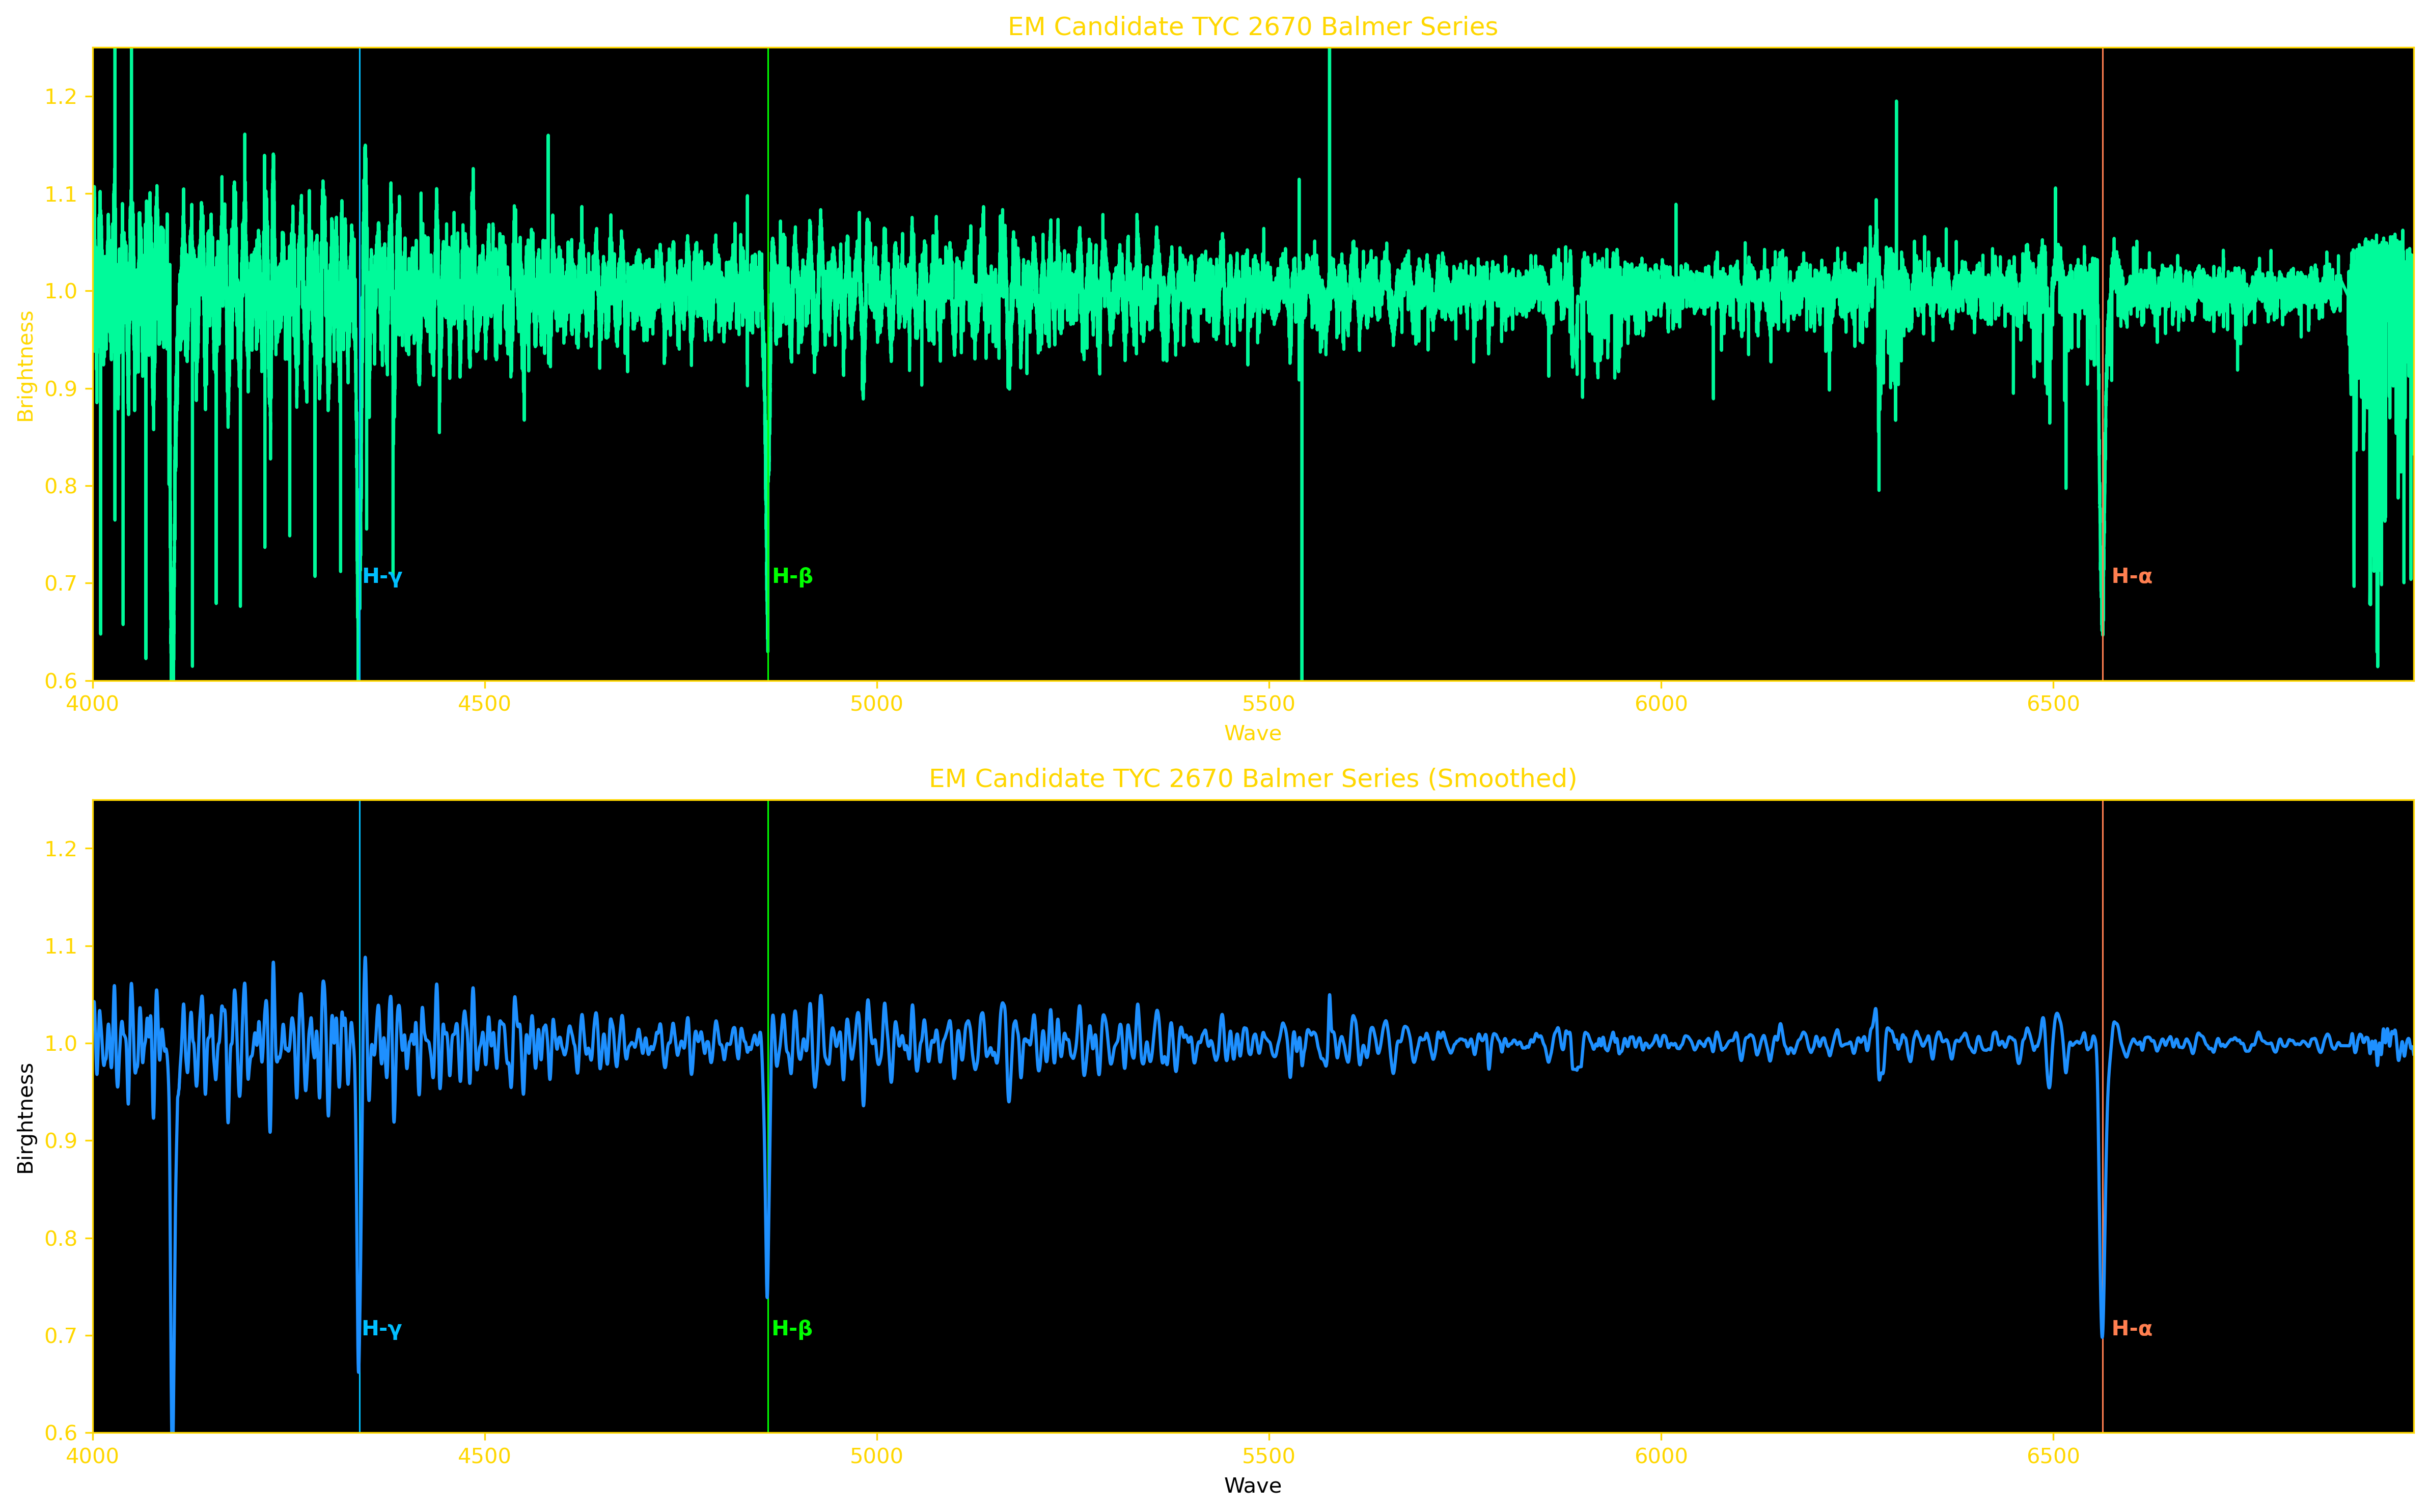 EM Candidate TYC 2670 Balmer Series
Brightness
1.2
1.1
1.0
0.9
0.8
0.7
0.6
H-γ
H-β
H-α
4000
4500
5000
5500
6000
6500
Wave
EM Candidate TYC 2670 Balmer Series (Smoothed)
Birghtness
1.2
1.1
1.0
0.9
0.8
0.7
0.6
H-γ
H-β
H-α
4000
4500
5000
5500
6000
6500
Wave